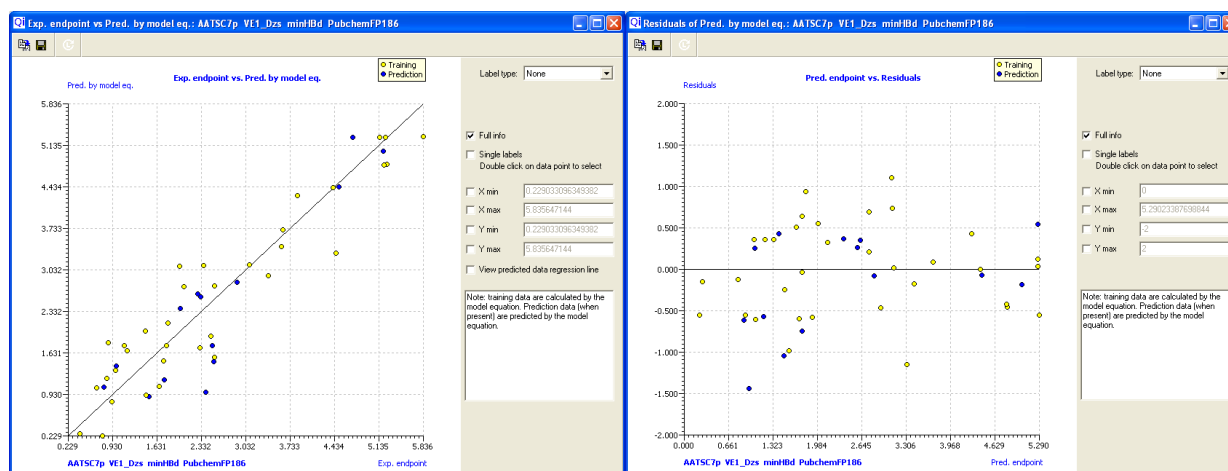 Exp. endpoint vs Pred. by model eq.: AATSC7p VE1_Dzs minHBd PubchemFP186
Exp. endpoint vs. Pred. by model eq.
Training
Prediction
Pred. by model eq.
5.836
5.135
4.434
3.733
3.032
2.332
1.631
0.930
0.229
0.229 0.930 1.631 2.332 3.032 3.733 4.434 5.135 5.836
AATSC7p VE1_Dzs minHBd PubchemFP186
Exp. endpoint
Label type: None
Full info
Single labels
Double click on data point to select
X min 0.229033096349382
X max 5.835647144
Y min 0.229033096349382
Y max 5.835647144
View predicted data regression line
Note: training data are calculated by the
model equation. Prediction data (when
present) are predicted by the model
equation.
Residuals of Pred. by model eq.: AATSC7p VE1_Dzs minHBd PubchemFP186
Pred. endpoint vs. Residuals
Training
Prediction
Residuals
2.000
1.500
1.000
0.500
0.000
-0.500
-1.000
-1.500
-2.000
0.000 0.661 1.323 1.984 2.645 3.306 3.968 4.629 5.290
AATSC7p VE1_Dzs minHBd PubchemFP186
Pred. endpoint
Label type: None
Full info
Single labels
Double click on data point to select
X min 0
X max 5.29023387698844
Y min -2
Y max 2
Note: training data are calculated by the
model equation. Prediction data (when
present) are predicted by the model
equation.